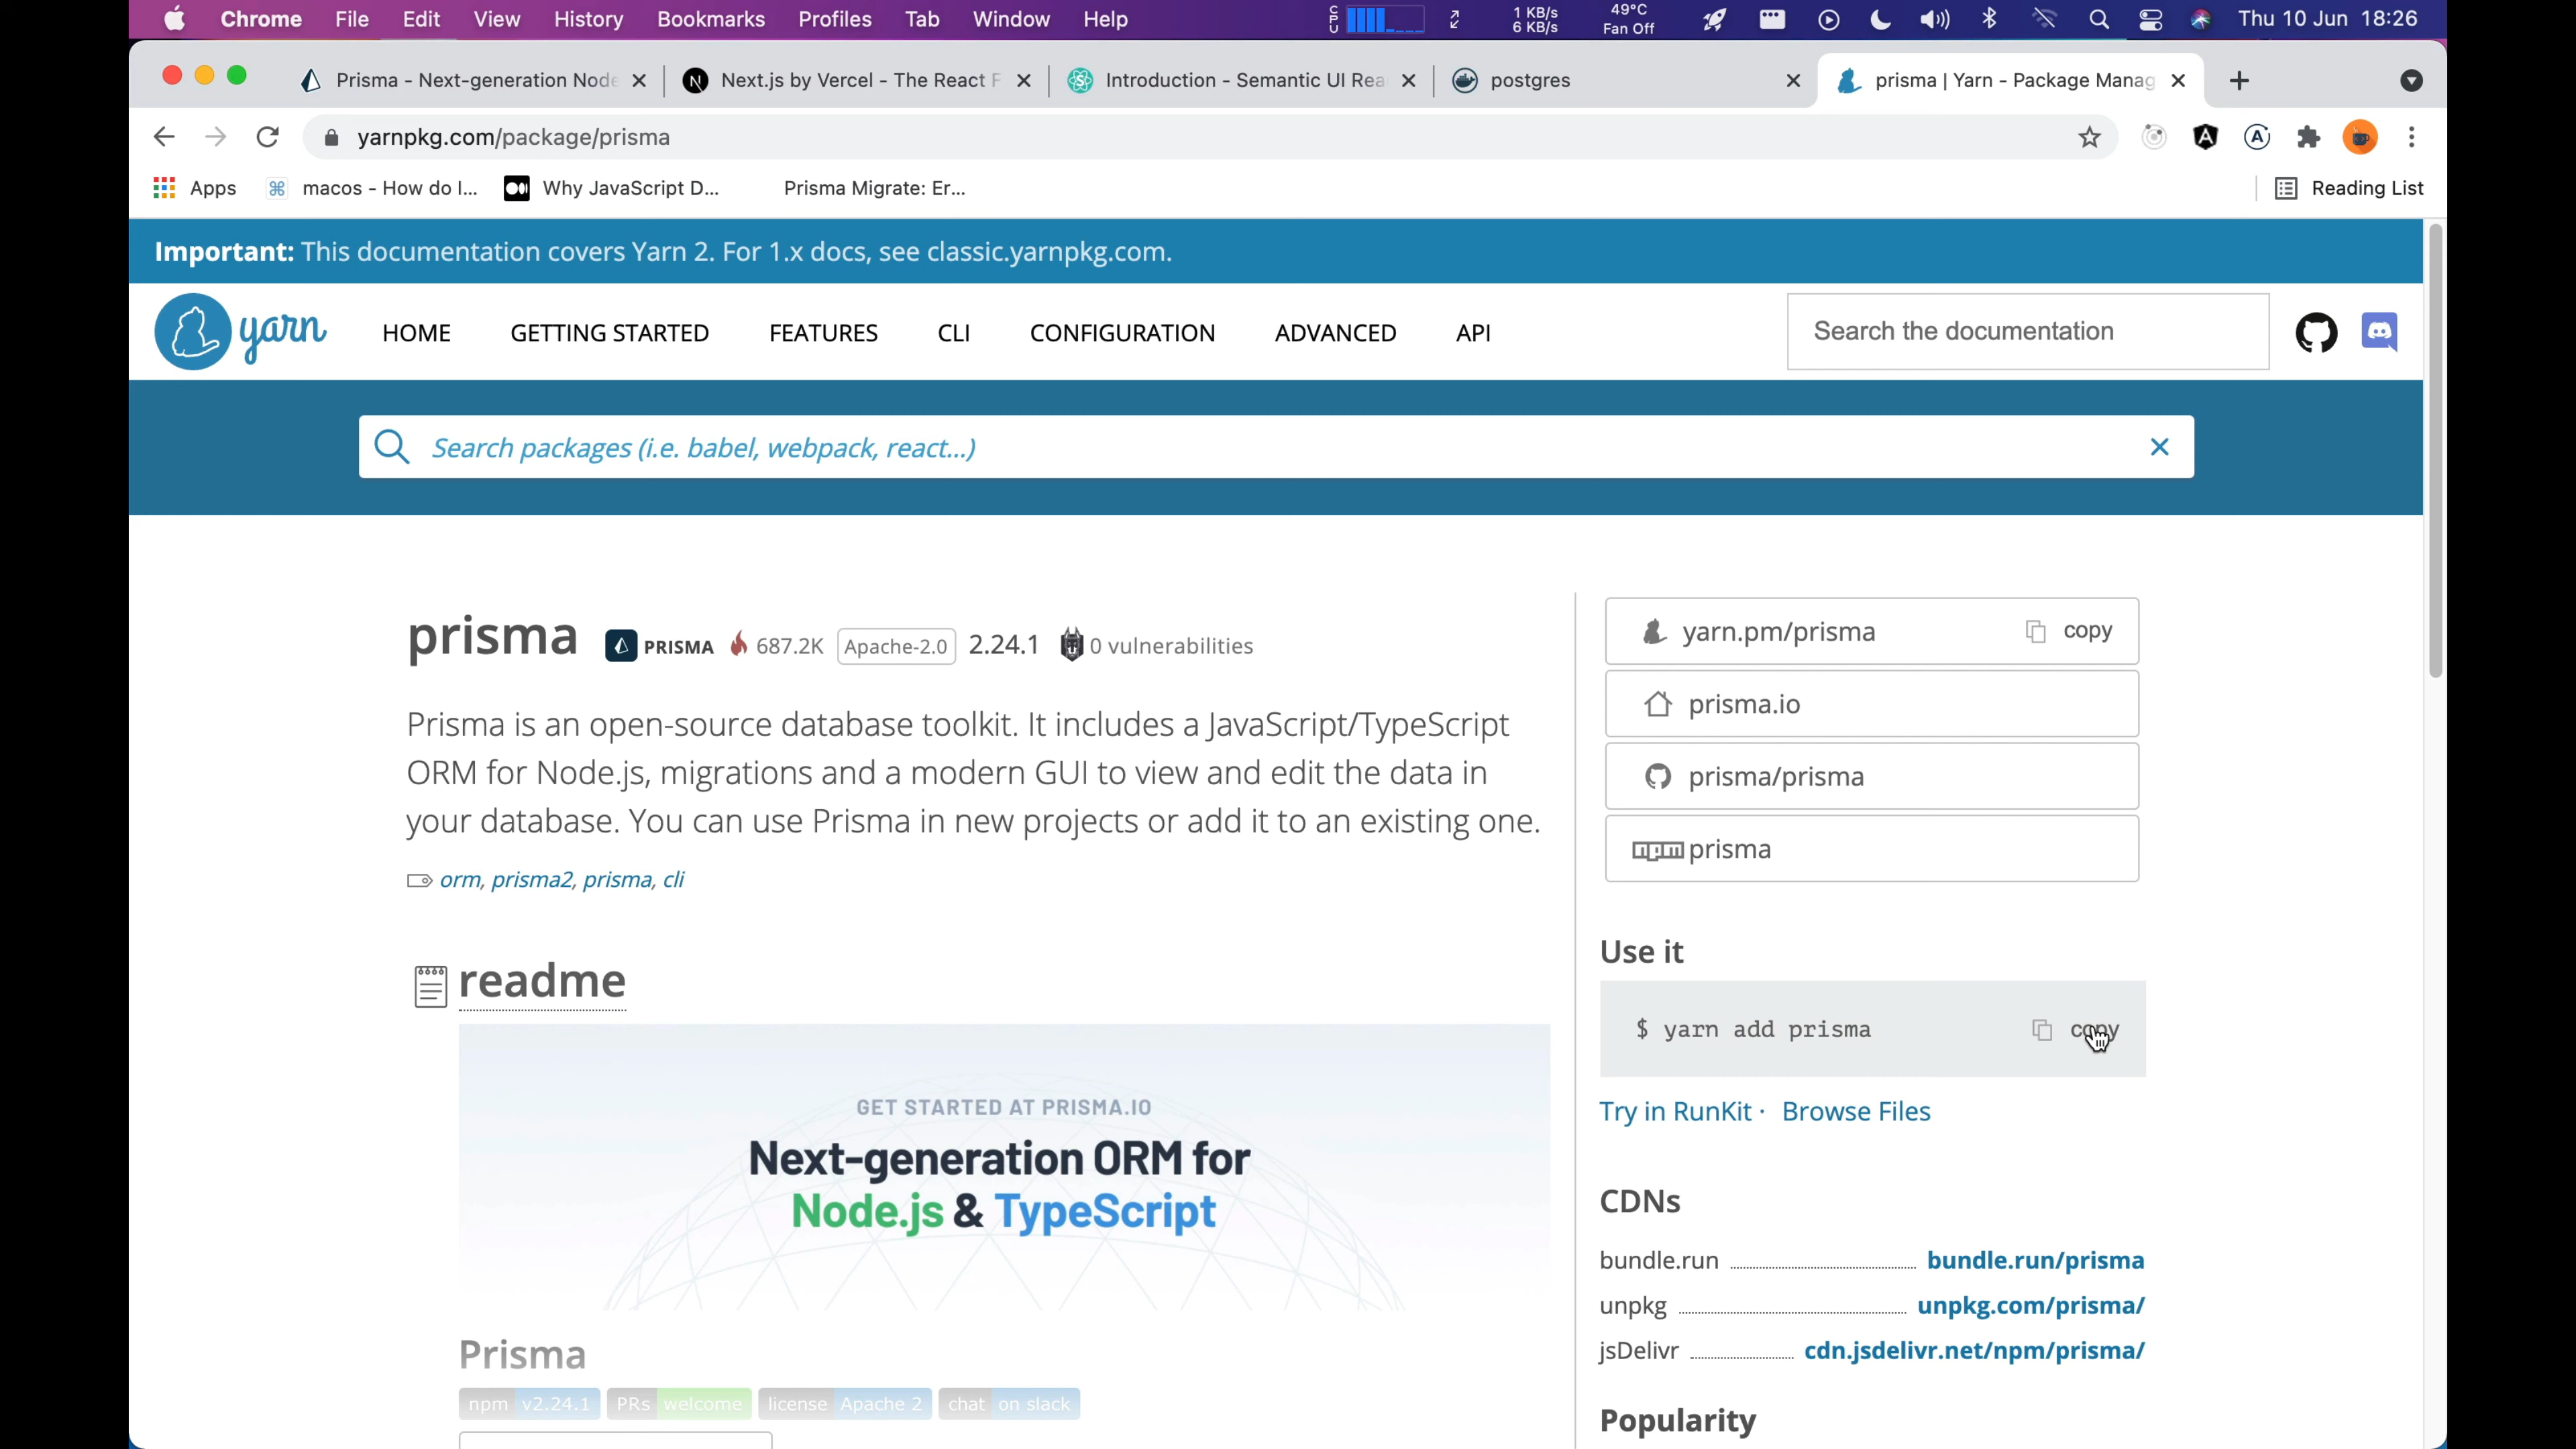 Chrome File Edit View History Bookmarks Profiles Tab Window Help CPU 1 KB/s 6 KB/s 49°C Fan Off Thu 10 Jun 18:26
Prisma - Next-generation Node Next.js by Vercel - The React F Introduction - Semantic UI Rea postgres prisma | Yarn - Package Manag
yarnpkg.com/package/prisma
Apps macos - How do I... Why JavaScript D... Prisma Migrate: Er... Reading List
Important: This documentation covers Yarn 2. For 1.x docs, see classic.yarnpkg.com.
yarn HOME GETTING STARTED FEATURES CLI CONFIGURATION ADVANCED API Search the documentation
Search packages (i.e. babel, webpack, react...)
prisma PRISMA 687.2K Apache-2.0 2.24.1 0 vulnerabilities
Prisma is an open-source database toolkit. It includes a JavaScript/TypeScript
ORM for Node.js, migrations and a modern GUI to view and edit the data in
your database. You can use Prisma in new projects or add it to an existing one.
orm, prisma2, prisma, cli
readme
GET STARTED AT PRISMA.IO
Next-generation ORM for
Node.js & TypeScript
Prisma
npm v2.24.1 PRs welcome license Apache 2 chat on slack
yarn.pm/prisma copy
prisma.io
prisma/prisma
npm prisma
Use it
$ yarn add prisma copy
Try in RunKit · Browse Files
CDNs
bundle.run bundle.run/prisma
unpkg unpkg.com/prisma/
jsDelivr cdn.jsdelivr.net/npm/prisma/
Popularity